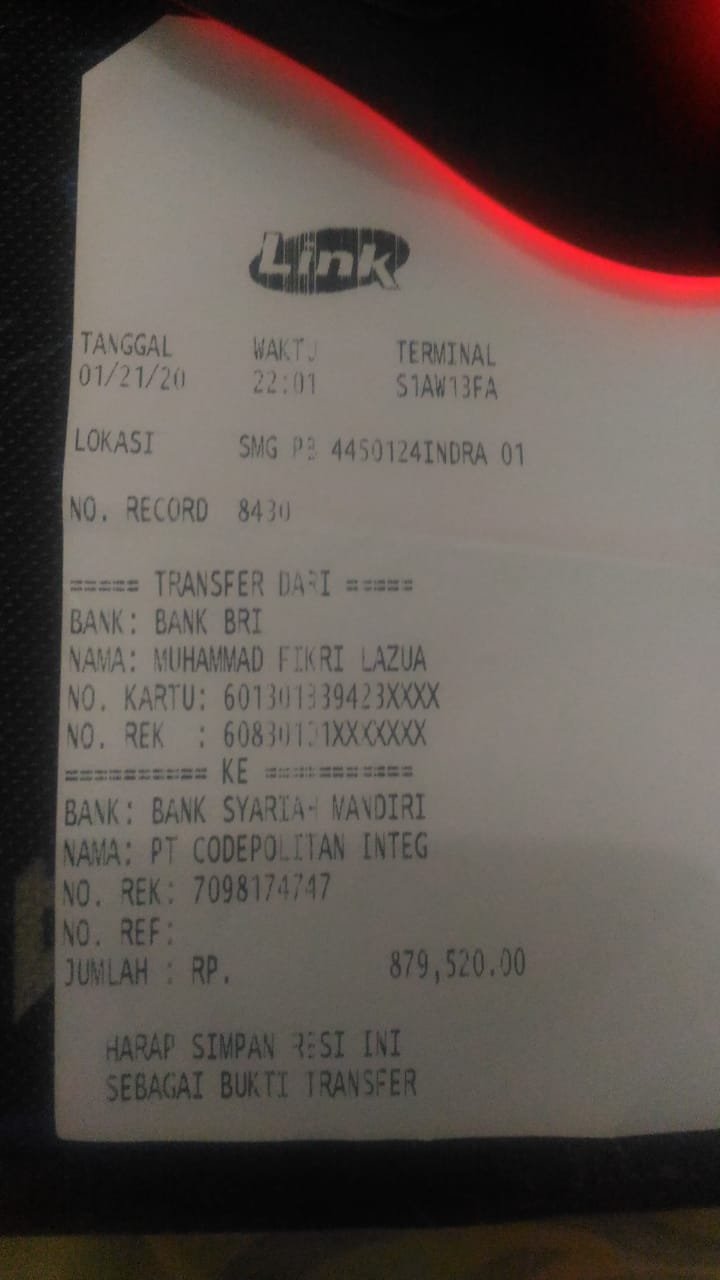 Link
TANGGAL WAKTU TERMINAL
01/21/20 22:01 S1AW13FA
LOKASI SMG PB 4450124INDRA 01
NO. RECORD 8430
===== TRANSFER DARI =====
BANK: BANK BRI
NAMA: MUHAMMAD FIKRI LAZUA
NO. KARTU: 601301339423XXXX
NO. REK : 60830101XXXXXXX
========== KE ===========
BANK: BANK SYARIAH MANDIRI
NAMA: PT CODEPOLITAN INTEG
NO. REK: 7098174747
NO. REF:
JUMLAH : RP. 879,520.00
HARAP SIMPAN RESI INI
SEBAGAI BUKTI TRANSFER